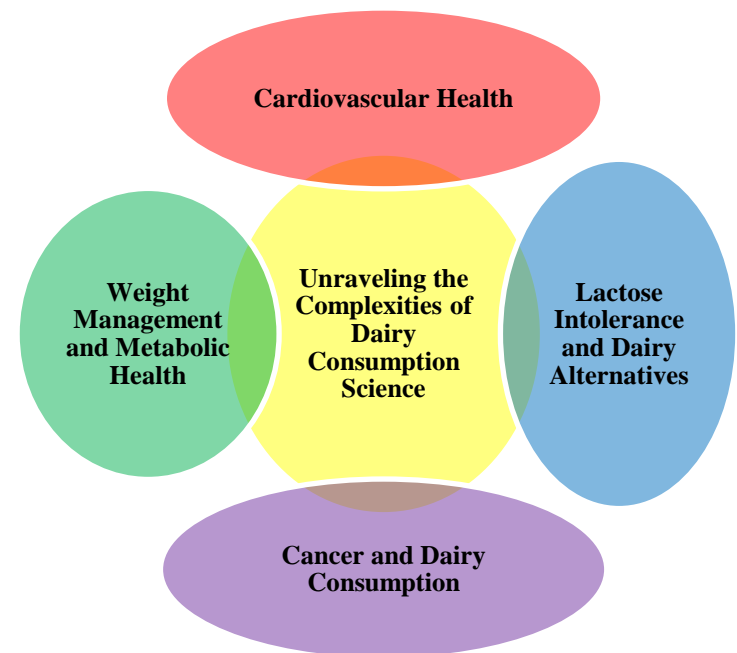 Cardiovascular Health
Weight
Management
and Metabolic
Health
Unraveling the
Complexities of
Dairy
Consumption
Science
Lactose
Intolerance
and Dairy
Alternatives
Cancer and Dairy
Consumption